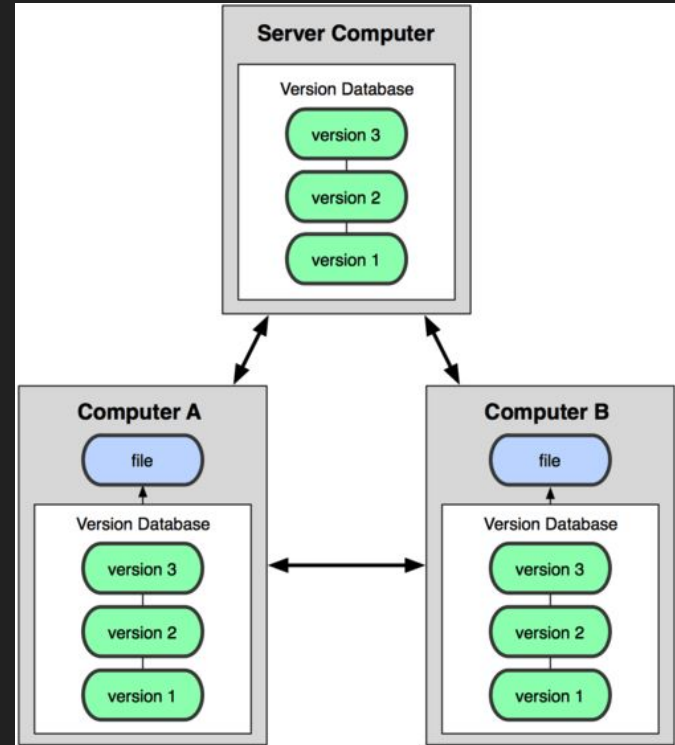 Server Computer
Version Database
version 3
version 2
version 1
Computer A
file
Version Database
version 3
version 2
version 1
Computer B
file
Version Database
version 3
version 2
version 1